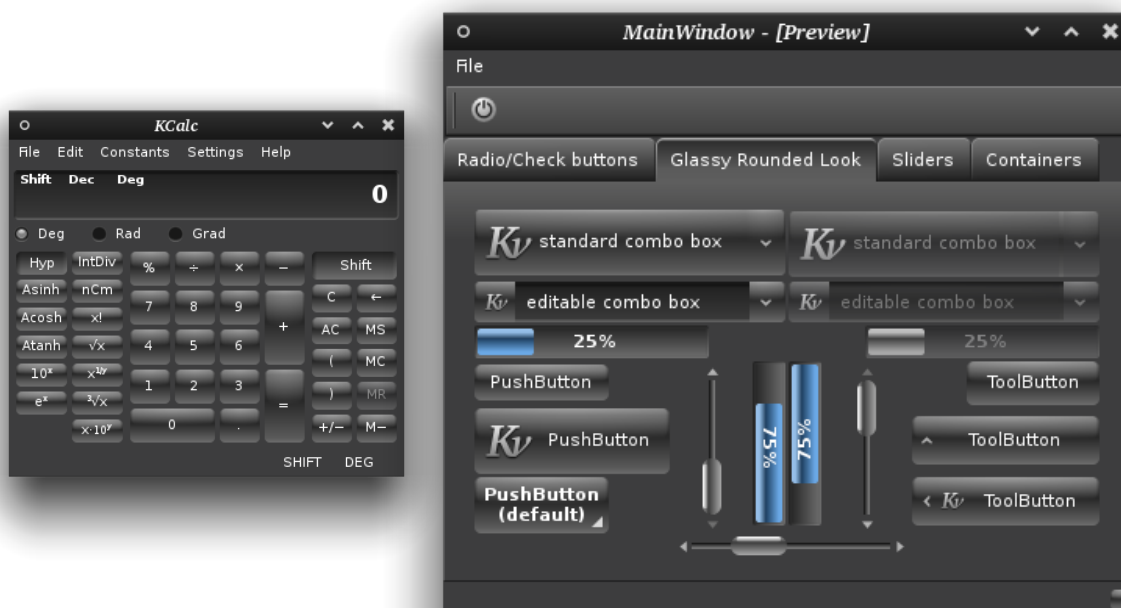 KCalc
File Edit Constants Settings Help
Shift Dec Deg
0
Deg Rad Grad
Hyp IntDiv % ÷ × − Shift
Asinh nCm 7 8 9 + C ←
Acosh x! AC MS
Atanh √x 4 5 6 ( MC
10ˣ x¹ᐟʸ 1 2 3 = ) MR
eˣ ³√x
x·10ʸ 0 . +/− M−
SHIFT DEG
MainWindow - [Preview]
File
Radio/Check buttons Glassy Rounded Look Sliders Containers
Kv standard combo box Kv standard combo box
Kv editable combo box Kv editable combo box
25% 25%
PushButton ToolButton
Kv PushButton 75% 75% ToolButton
PushButton
(default)
Kv ToolButton